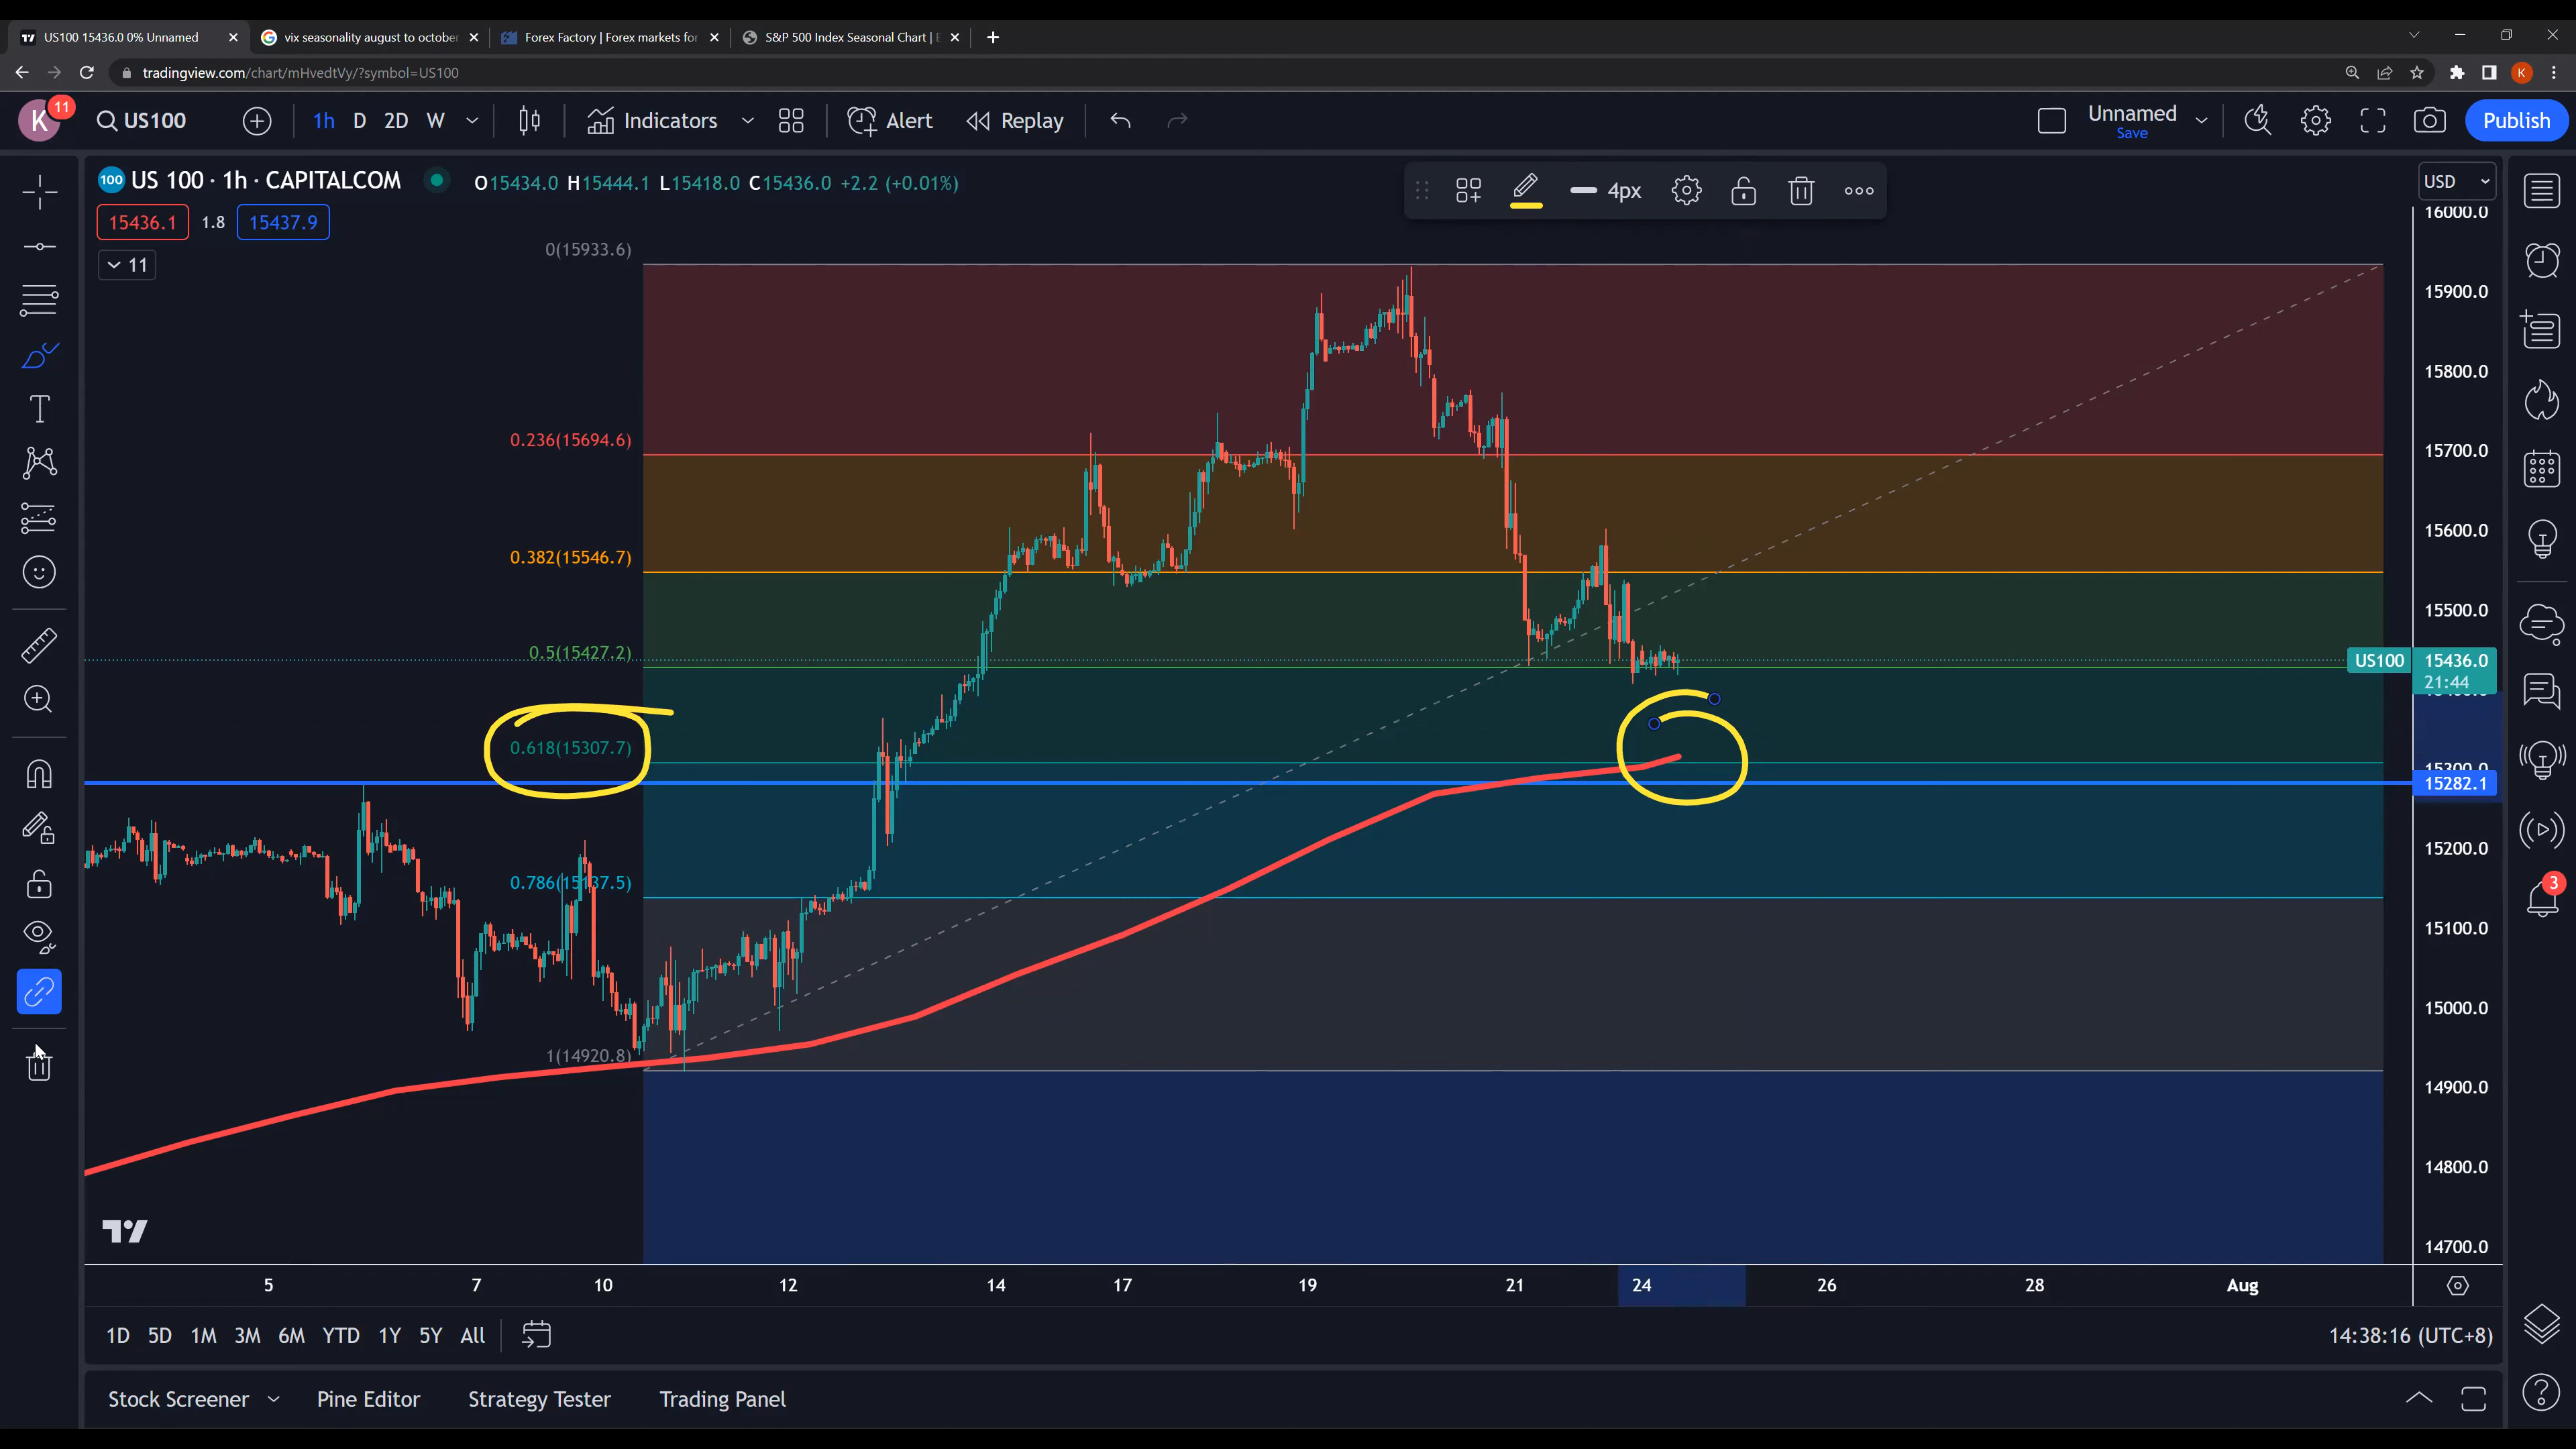 US100 15436.0 0% Unnamed
vix seasonality august to october
Forex Factory | Forex markets for
S&P 500 Index Seasonal Chart | E
tradingview.com/chart/mHvedtVy/?symbol=US100
K
K 11 US100 1h D 2D W Indicators Alert Replay Unnamed Save Publish
100 US 100 · 1h · CAPITALCOM O15434.0 H15444.1 L15418.0 C15436.0 +2.2 (+0.01%)
4px
USD
15436.1 1.8 15437.9
11
0(15933.6)
0.236(15694.6)
0.382(15546.7)
0.5(15427.2)
0.618(15307.7)
0.786(15137.5)
1(14920.8)
16000.0
15900.0
15800.0
15700.0
15600.0
15500.0
US100 15436.0
21:44
15300.0
15282.1
15200.0
15100.0
15000.0
14900.0
14800.0
14700.0
3
5 7 10 12 14 17 19 21 24 26 28 Aug
1D 5D 1M 3M 6M YTD 1Y 5Y All
14:38:16 (UTC+8)
Stock Screener Pine Editor Strategy Tester Trading Panel